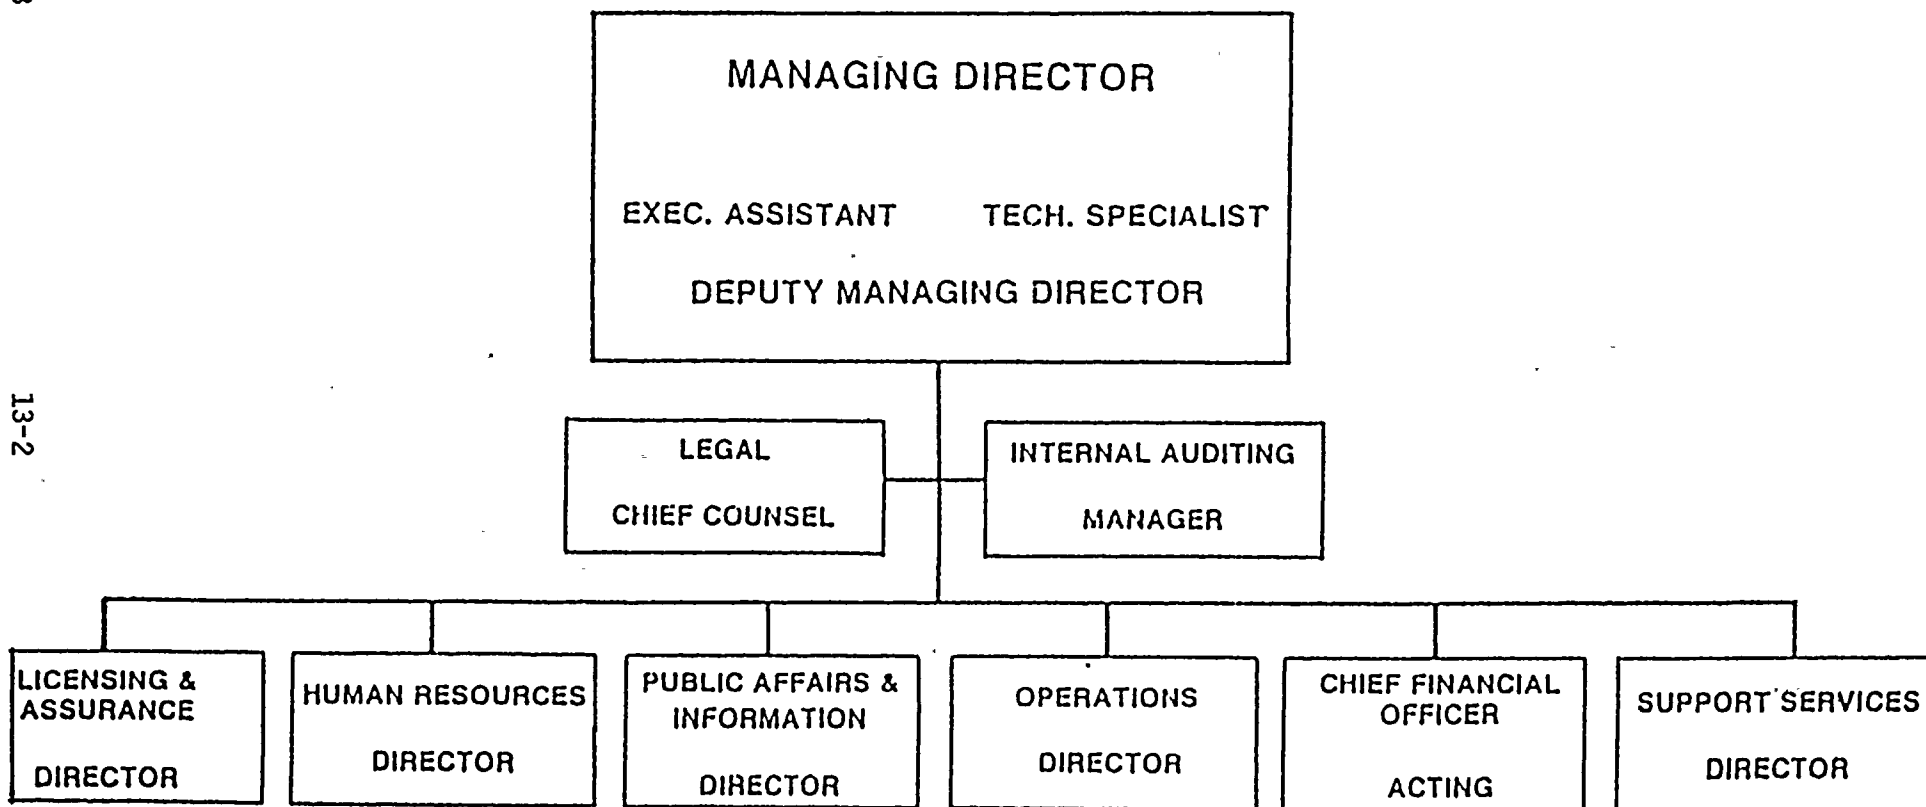 MANAGING DIRECTOR
EXEC. ASSISTANT TECH. SPECIALIST
DEPUTY MANAGING DIRECTOR
13-2
LEGAL
CHIEF COUNSEL
INTERNAL AUDITING
MANAGER
LICENSING &
ASSURANCE
DIRECTOR
HUMAN RESOURCES
DIRECTOR
PUBLIC AFFAIRS &
INFORMATION
DIRECTOR
OPERATIONS
DIRECTOR
CHIEF FINANCIAL
OFFICER
ACTING
SUPPORT SERVICES
DIRECTOR